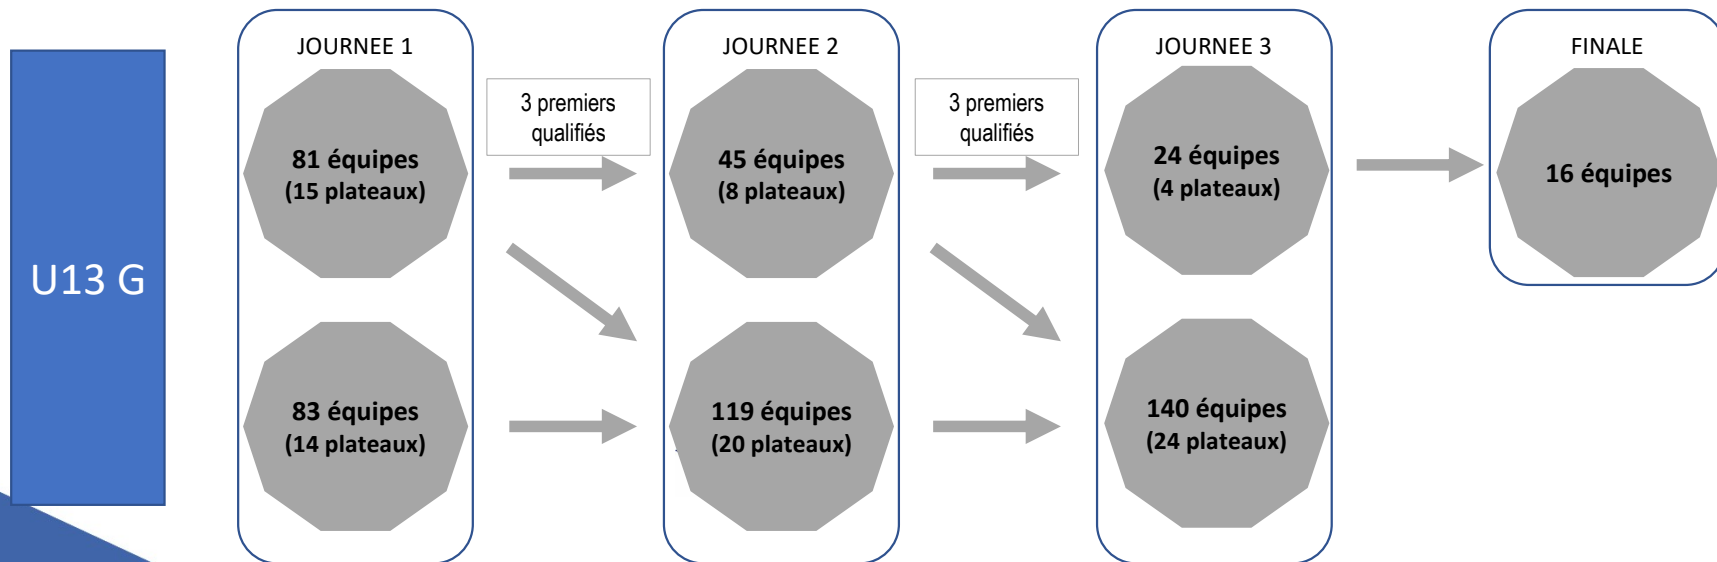 U13 G
JOURNEE 1
81 équipes
(15 plateaux)
83 équipes
(14 plateaux)
3 premiers
qualifiés
JOURNEE 2
45 équipes
(8 plateaux)
119 équipes
(20 plateaux)
3 premiers
qualifiés
JOURNEE 3
24 équipes
(4 plateaux)
140 équipes
(24 plateaux)
FINALE
16 équipes